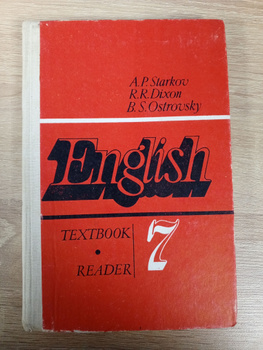 A.P.Starkov
R.R.Dixon
B.S.Ostrovsky
English
TEXTBOOK
•
READER
7